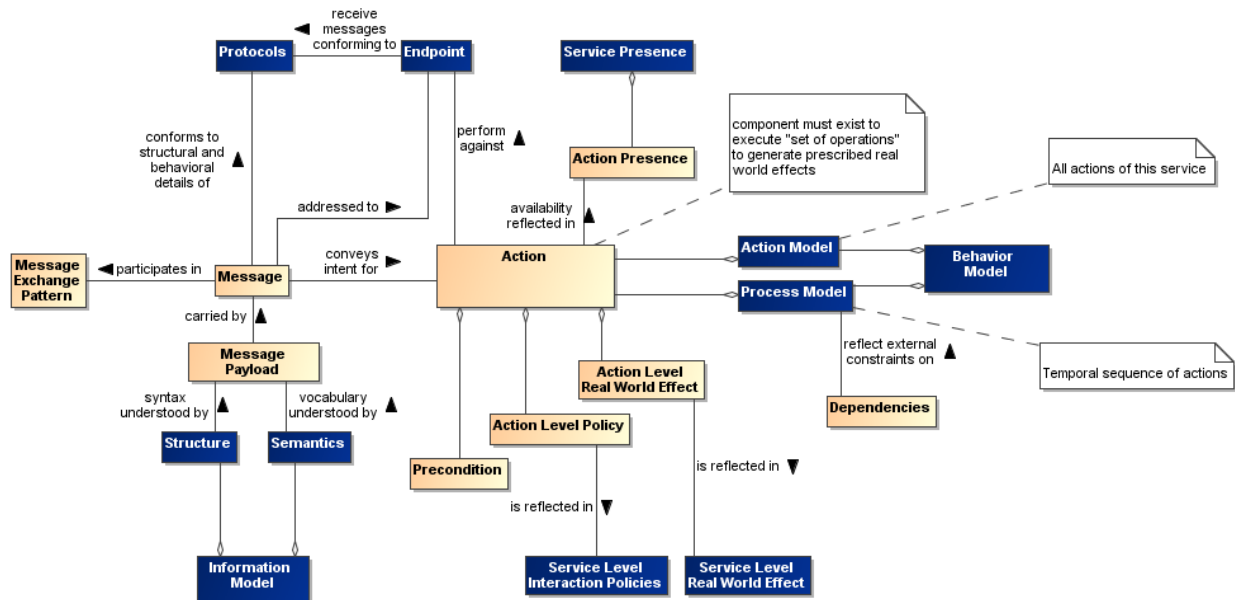 receive
messages
conforming to
Protocols
Endpoint
Service Presence
conforms to
structural and
behavioral
details of
perform
against
component must exist to
execute "set of operations"
to generate prescribed real
world effects
Action Presence
All actions of this service
addressed to
availability
reflected in
Message
Exchange
Pattern
participates in
Message
conveys
intent for
Action
Action Model
Behavior
Model
Process Model
carried by
Message
Payload
reflect external
constraints on
Temporal sequence of actions
syntax
understood by
vocabulary
understood by
Action Level
Real World Effect
Dependencies
Structure
Semantics
Action Level Policy
Precondition
is reflected in
is reflected in
Information
Model
Service Level
Interaction Policies
Service Level
Real World Effect